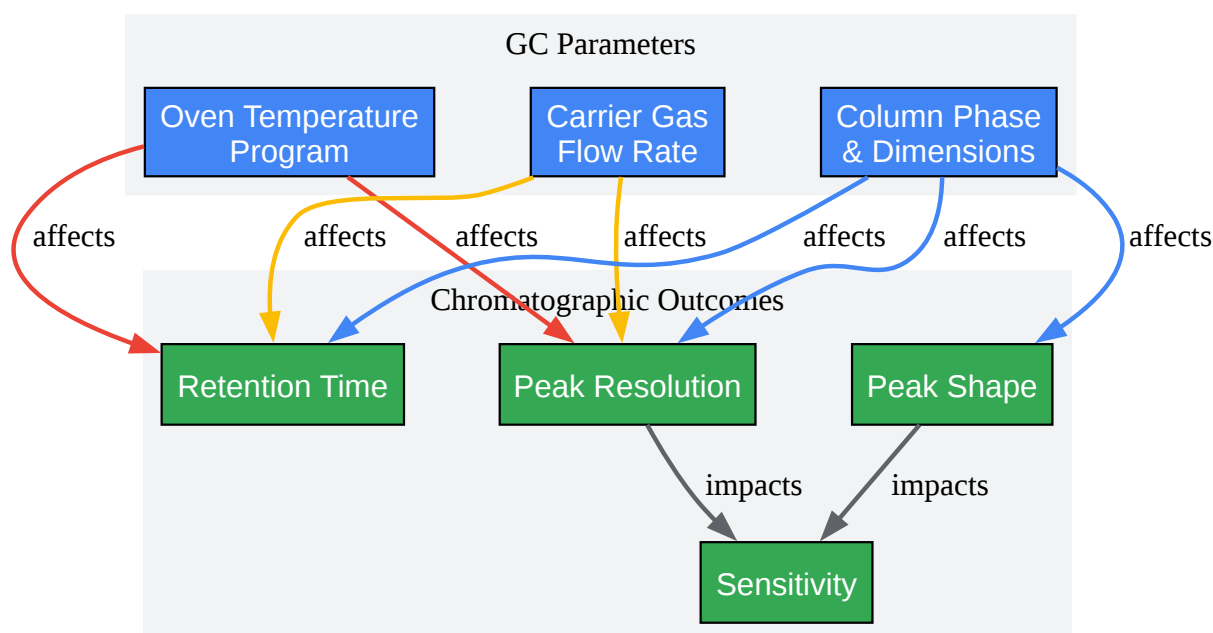 GC Parameters
Oven Temperature
Program
Carrier Gas
Flow Rate
Column Phase
& Dimensions
affects
affects
affects
affects
affects
affects
affects
Chromatographic Outcomes
Retention Time
Peak Resolution
Peak Shape
impacts
impacts
Sensitivity